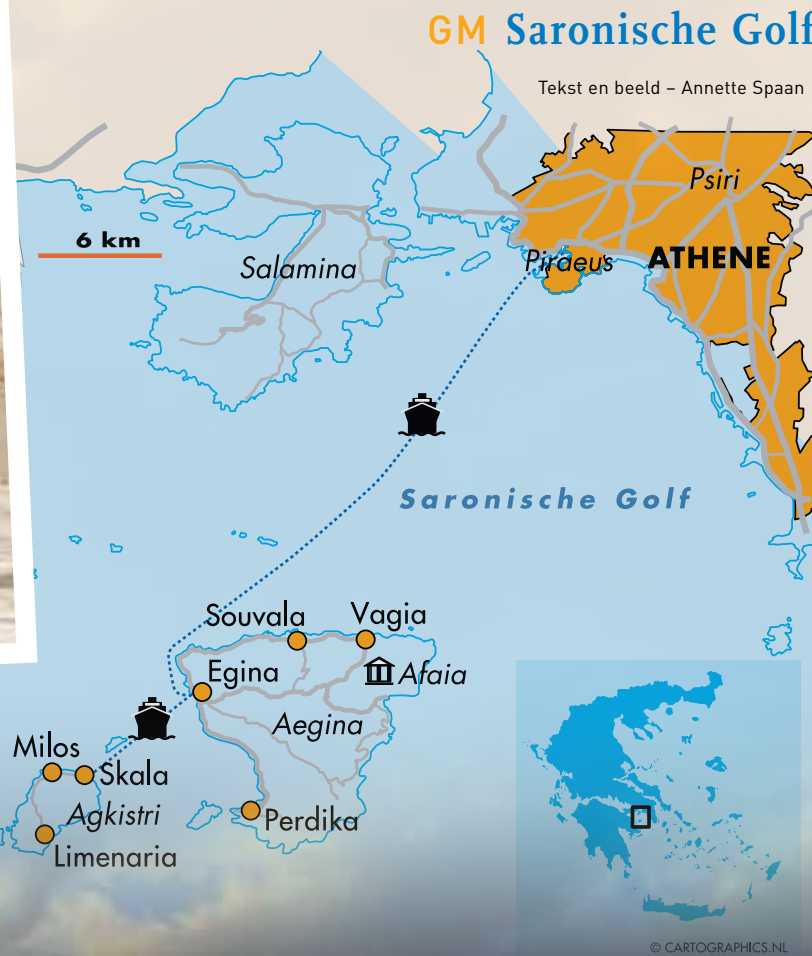 GM Saronische Golf
Tekst en beeld – Annette Spaan
Psiri
6 km
Salamina
Piraeus
ATHENE
Saronische Golf
Souvala
Vagia
Egina
Afaia
Aegina
Milos
Skala
Agkistri
Perdika
Limenaria
© CARTOGRAPHICS.NL